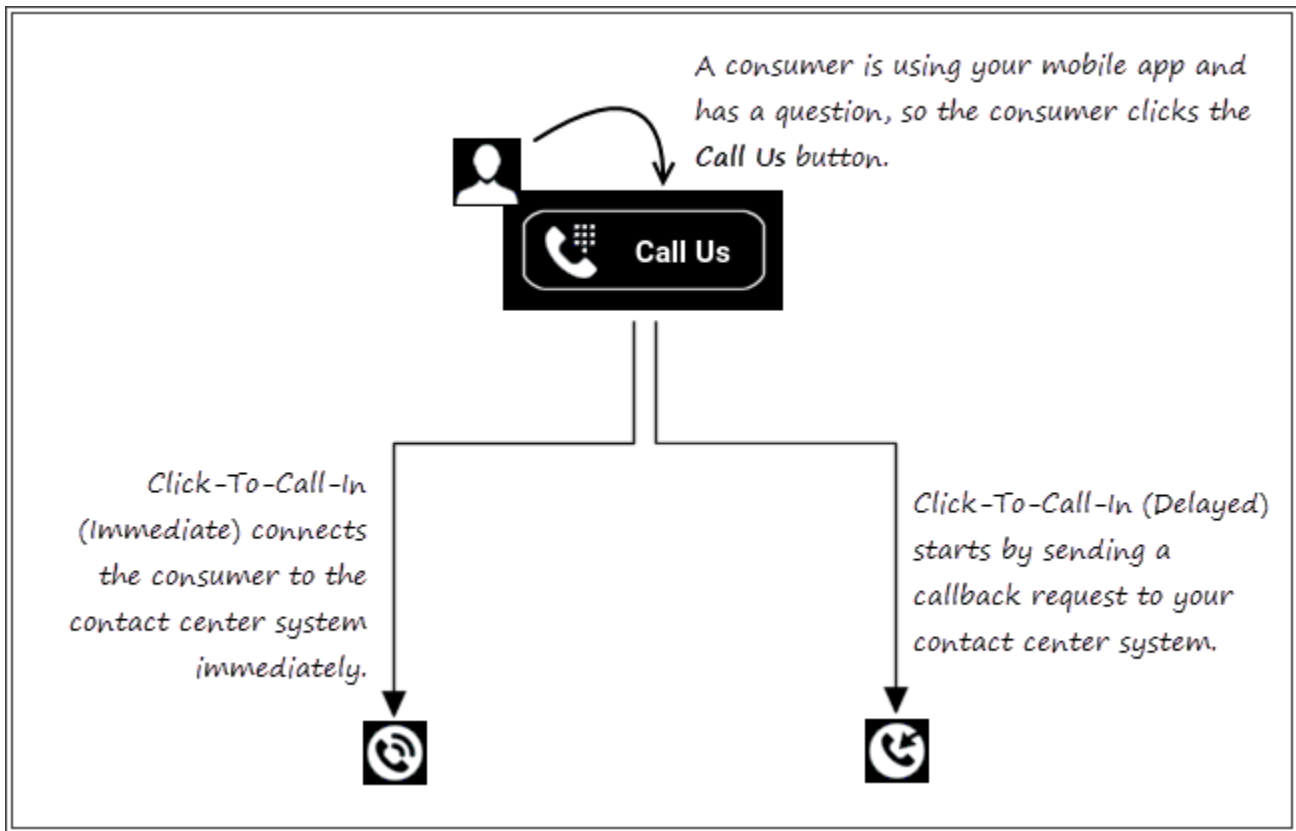 A consumer is using your mobile app and
has a question, so the consumer clicks the
Call Us button.
Call Us
Click-To-Call-In
(Immediate) connects
the consumer to the
contact center system
immediately.
Click-To-Call-In (Delayed)
starts by sending a
callback request to your
contact center system.